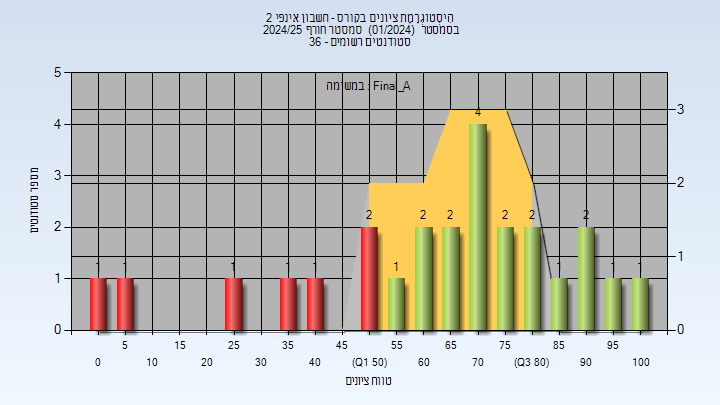 היסטוגרמת ציונים בקורס - חשבון אינפי 2
בסמסטר (01/2024) סמסטר חורף 2024/25
סטודנטים רשומים - 36
במשימה : Final_A
מספר סטודנטים
5
4
3
2
1
0
3
2
1
0
1 1 1 1 1 2 1 2 2 4 2 2 1 2 1 1
5 15 25 35 45 55 65 75 85 95
0 10 20 30 40 (Q1 50) 60 70 (Q3 80) 90 100
טווח ציונים